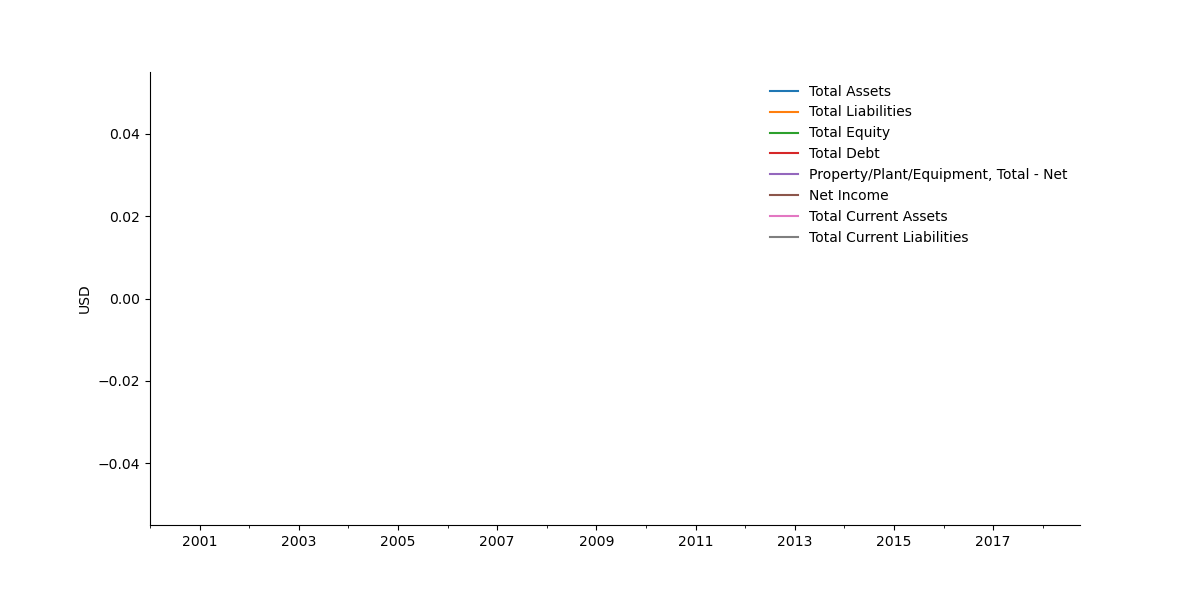 Total Assets
Total Liabilities
Total Equity
Total Debt
Property/Plant/Equipment, Total - Net
Net Income
Total Current Assets
Total Current Liabilities
USD
0.04
0.02
0.00
−0.02
−0.04
2001 2003 2005 2007 2009 2011 2013 2015 2017